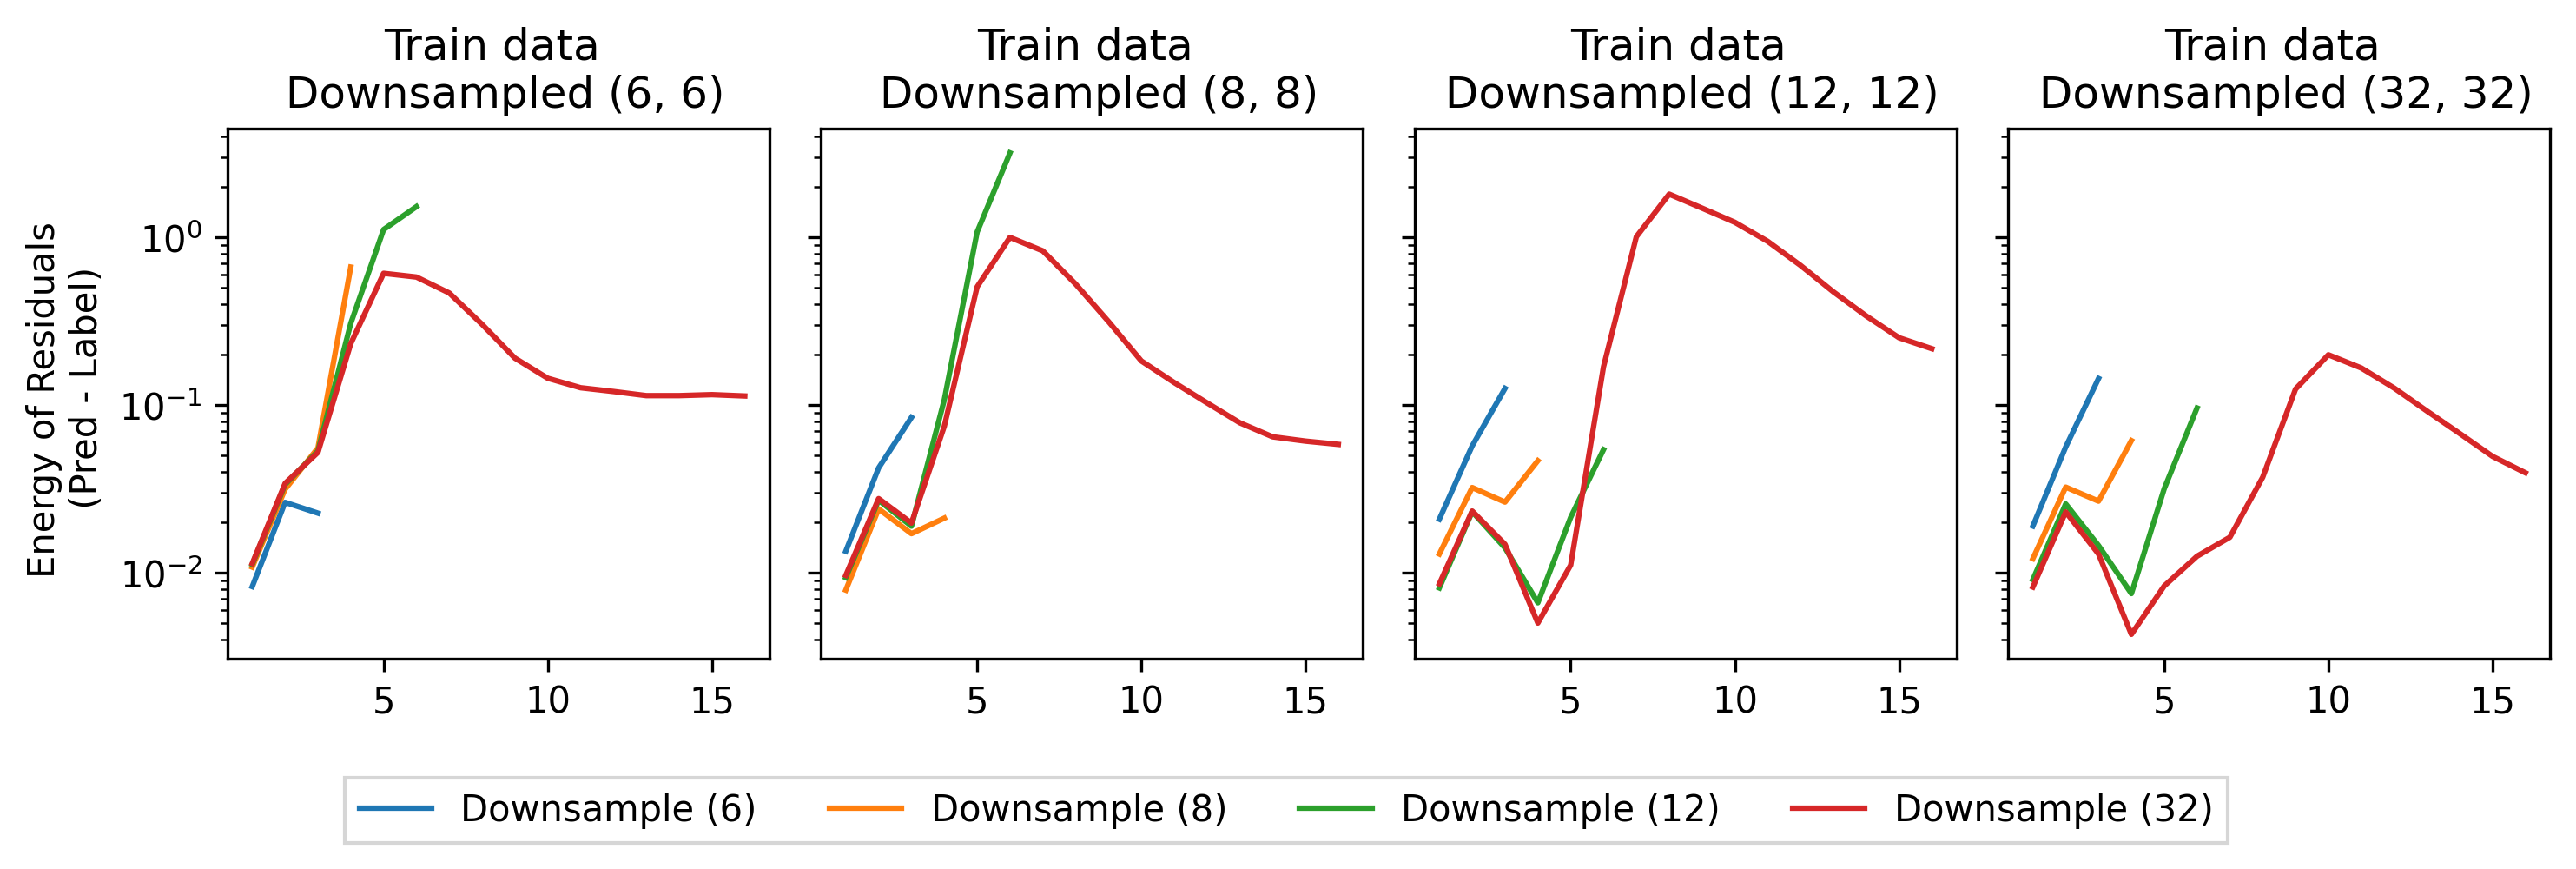 Train data
Downsampled (6, 6)
Train data
Downsampled (8, 8)
Train data
Downsampled (12, 12)
Train data
Downsampled (32, 32)
Energy of Residuals
(Pred - Label)
10⁰
10⁻¹
10⁻²
5 10 15
5 10 15
5 10 15
5 10 15
Downsample (6) Downsample (8) Downsample (12) Downsample (32)